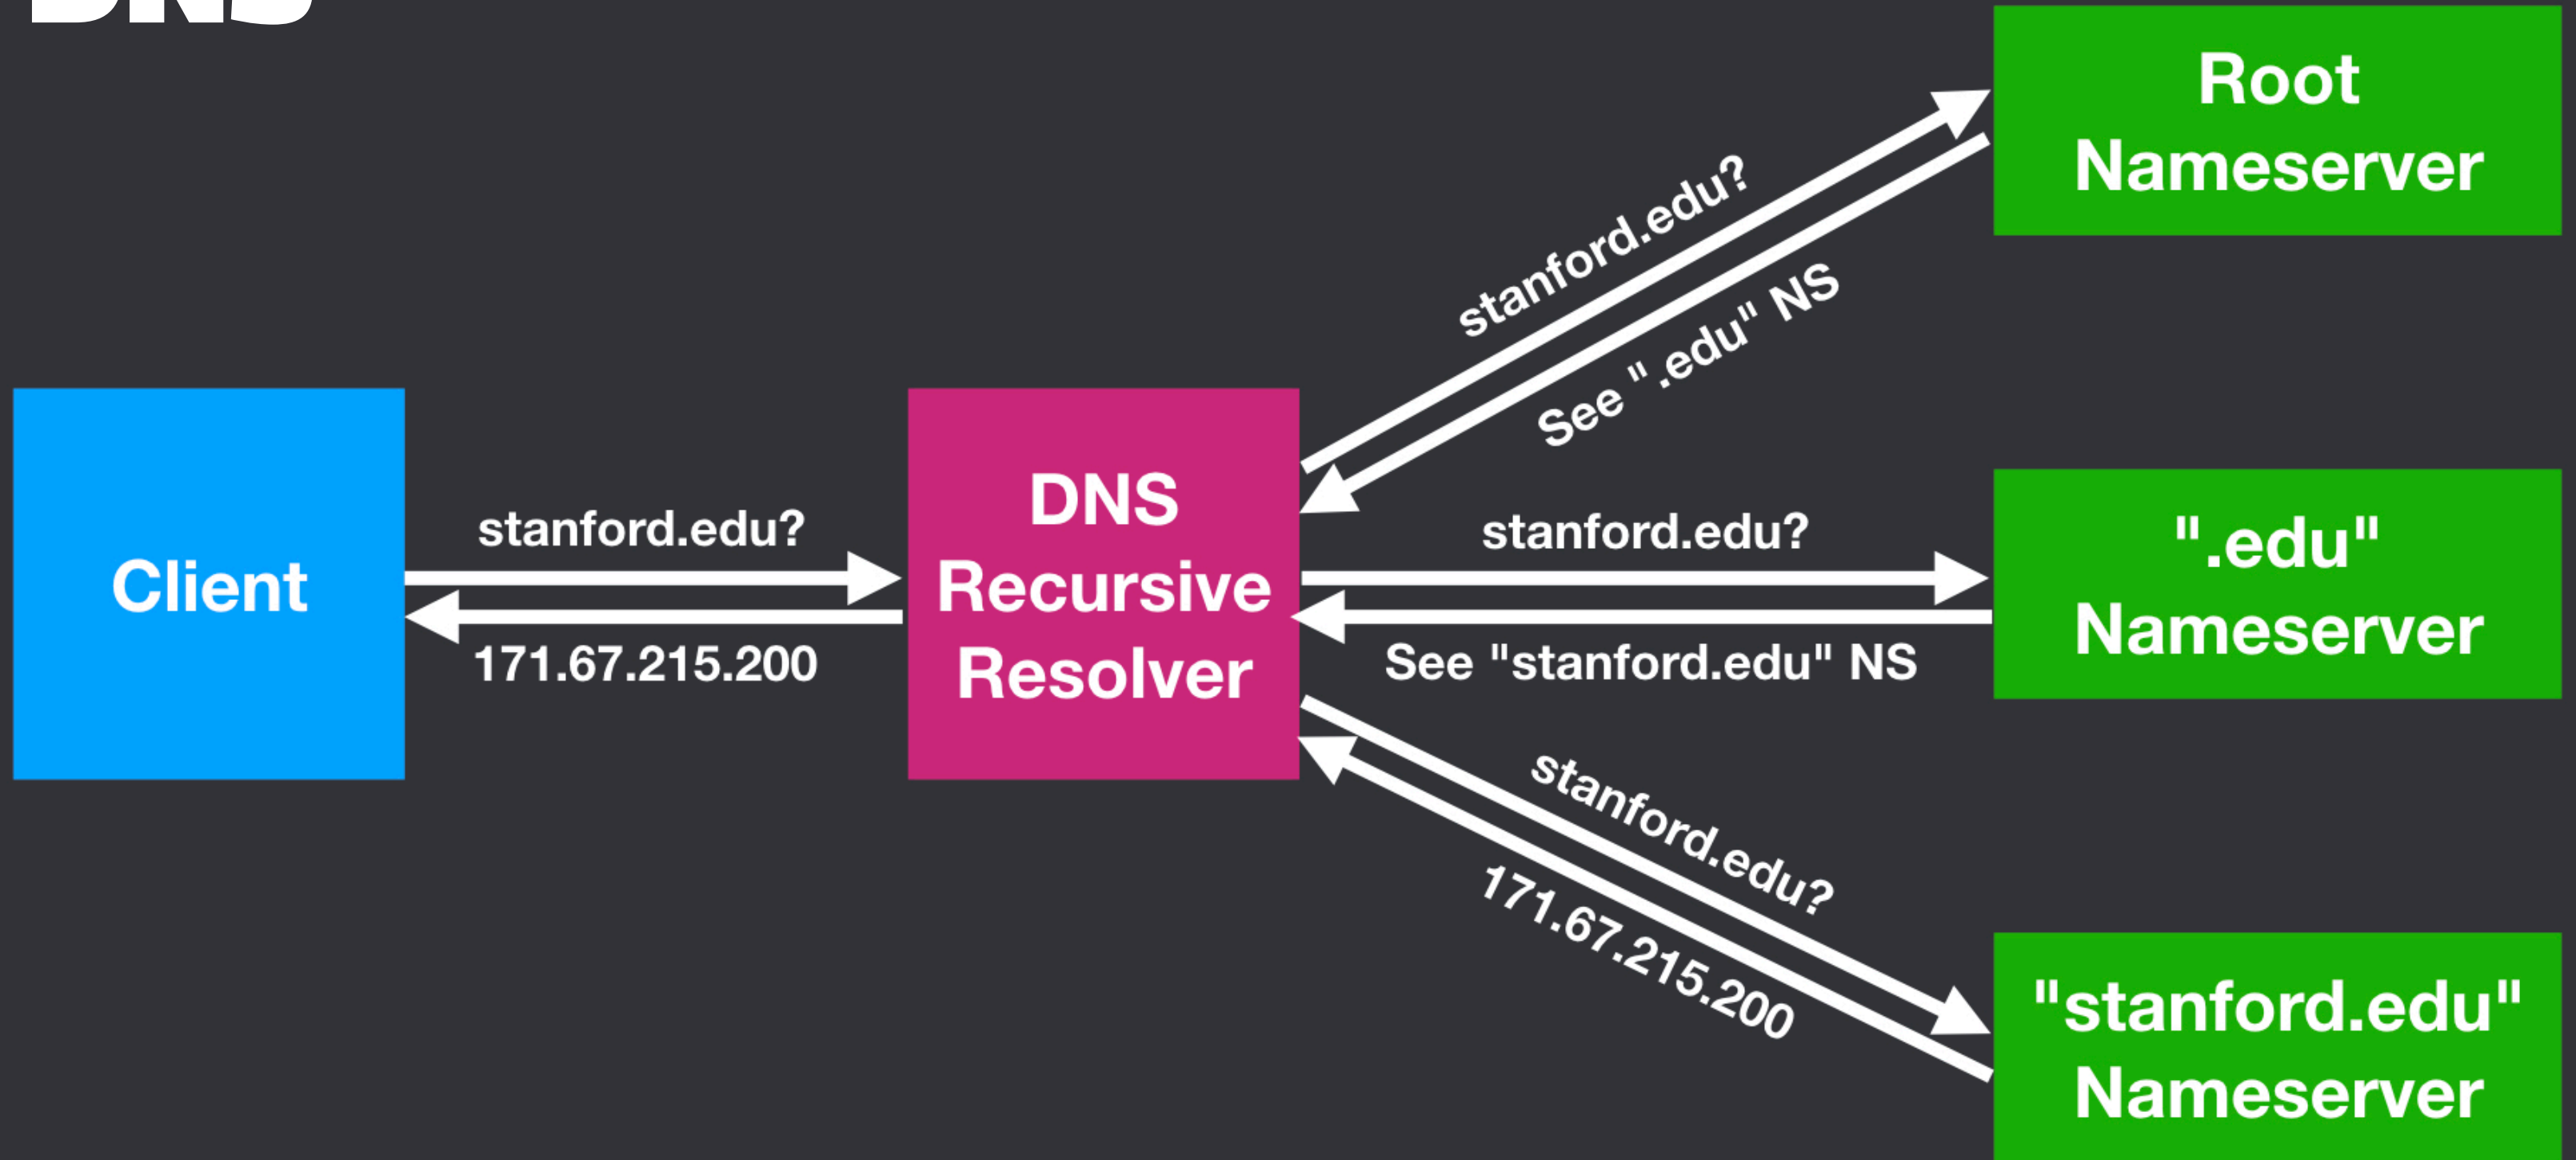 DNS
Root
Nameserver
stanford.edu?
See ".edu" NS
Client
stanford.edu?
171.67.215.200
DNS
Recursive
Resolver
stanford.edu?
See "stanford.edu" NS
".edu"
Nameserver
stanford.edu?
171.67.215.200
"stanford.edu"
Nameserver